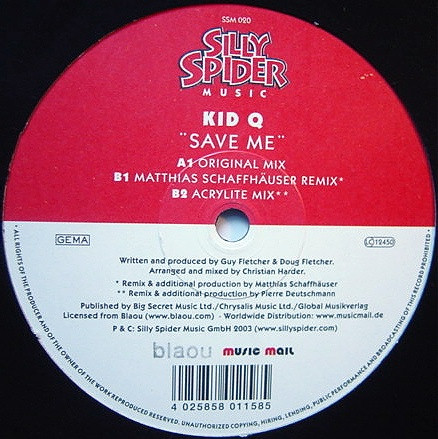 SSM 020
SILLY
SPIDER
MUSIC
KID Q
¨SAVE ME¨
A1 ORIGINAL MIX
B1 MATTHIAS SCHAFFHÄUSER REMIX*
B2 ACRYLITE MIX**
GEMA
LC 12450
Written and produced by Guy Fletcher & Doug Fletcher.
Arranged and mixed by Christian Harder.
* Remix & additional production by Matthias Schaffhäuser
** Remix & additional production by Pierre Deutschmann
Published by Big Secret Music Ltd./Chrysalis Music Ltd./Global Musikverlag
Licensed from Blaou (www.blaou.com) - Worldwide Distribution: www.musicmail.de
P & C: Silly Spider Music GmbH 2003 (www.sillyspider.com)
blaou MUSIC MAIL
4 025858 011585
• ALL RIGHTS OF THE PRODUCER AND OF THE OWNER OF THE WORK REPRODUCED RESERVED. UNAUTHORIZED COPYING, HIRING, LENDING, PUBLIC PERFORMANCE AND BROADCASTING OF THIS RECORD PROHIBITED •